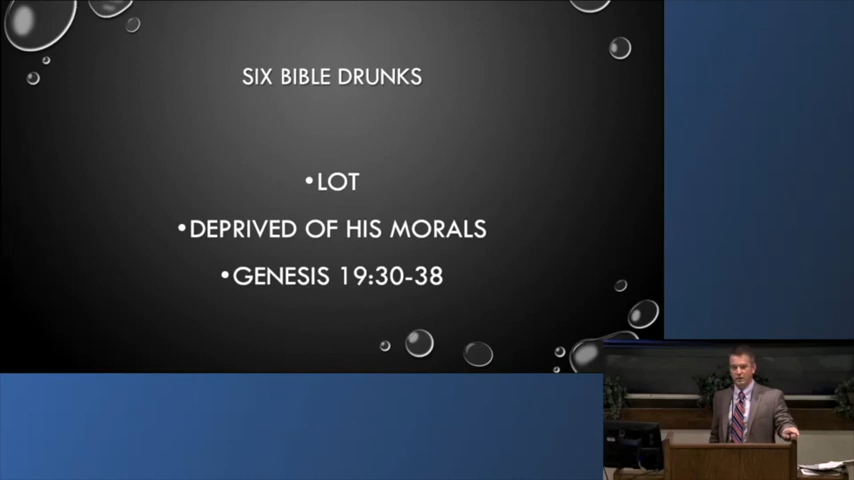 SIX BIBLE DRUNKS
•LOT
•DEPRIVED OF HIS MORALS
•GENESIS 19:30-38